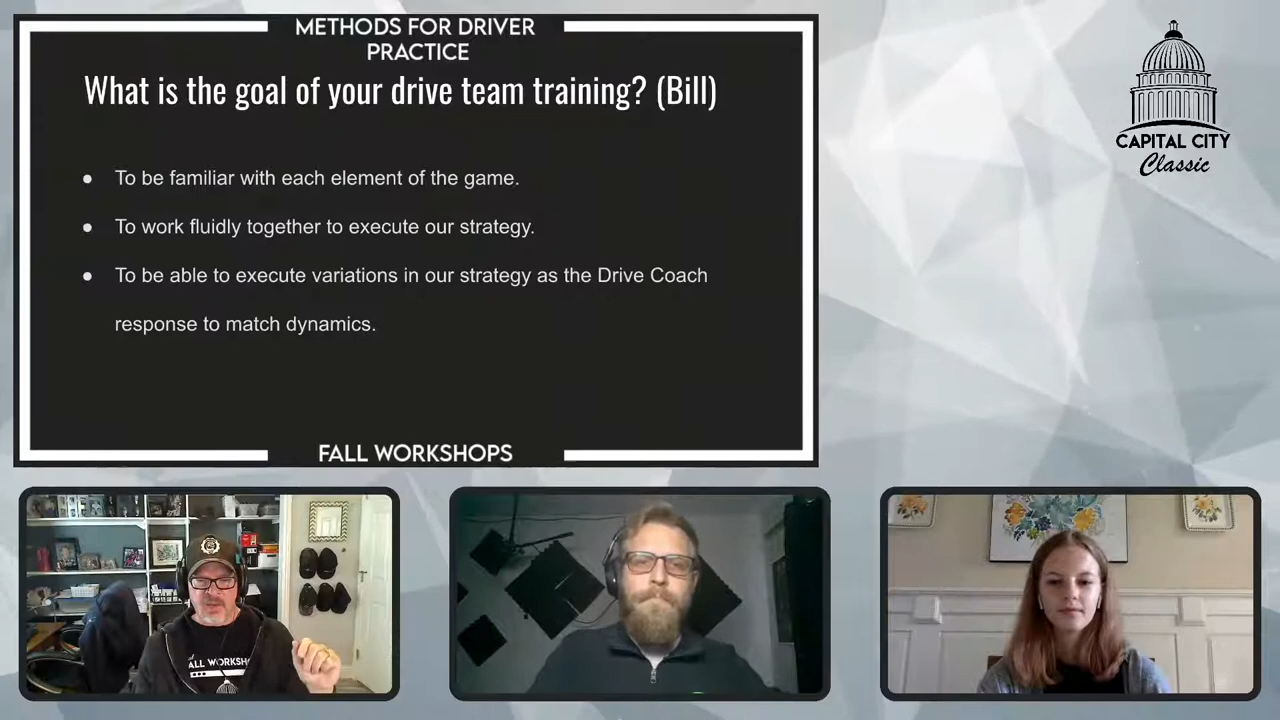 METHODS FOR DRIVER
PRACTICE
What is the goal of your drive team training? (Bill)
● To be familiar with each element of the game.
● To work fluidly together to execute our strategy.
● To be able to execute variations in our strategy as the Drive Coach
response to match dynamics.
FALL WORKSHOPS
CAPITAL CITY
Classic